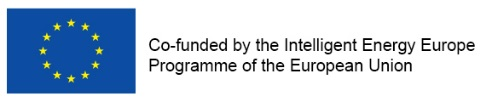 Co-funded by the Intelligent Energy Europe
Programme of the European Union